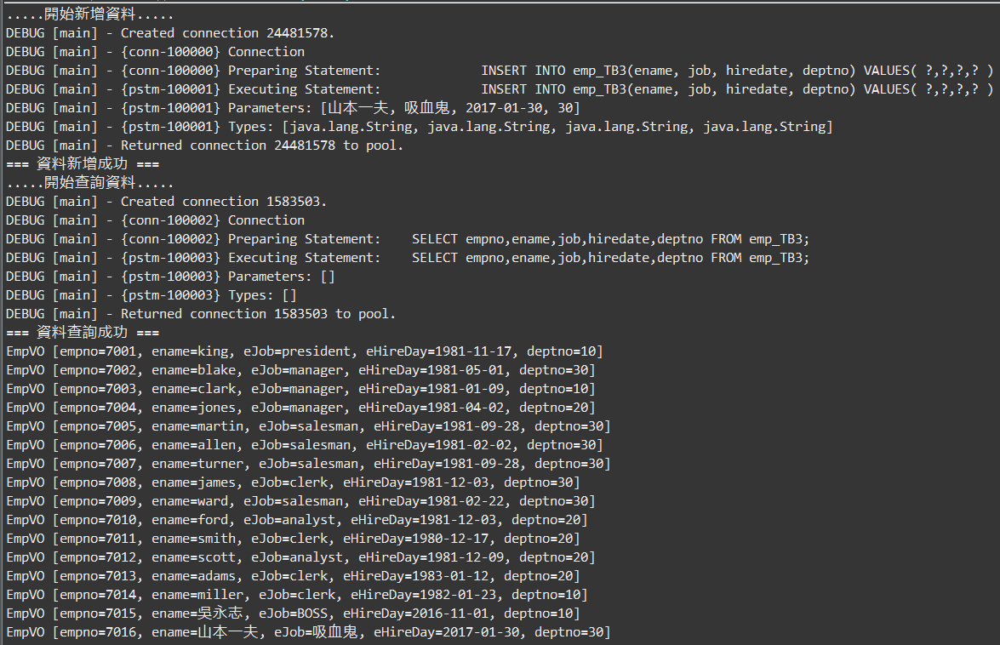 .....開始新增資料.....
DEBUG [main] - Created connection 24481578.
DEBUG [main] - {conn-100000} Connection
DEBUG [main] - {conn-100000} Preparing Statement:             INSERT INTO emp_TB3(ename, job, hiredate, deptno) VALUES( ?,?,?,? )
DEBUG [main] - {pstm-100001} Executing Statement:             INSERT INTO emp_TB3(ename, job, hiredate, deptno) VALUES( ?,?,?,? )
DEBUG [main] - {pstm-100001} Parameters: [山本一夫, 吸血鬼, 2017-01-30, 30]
DEBUG [main] - {pstm-100001} Types: [java.lang.String, java.lang.String, java.lang.String, java.lang.String]
DEBUG [main] - Returned connection 24481578 to pool.
=== 資料新增成功 ===
.....開始查詢資料.....
DEBUG [main] - Created connection 1583503.
DEBUG [main] - {conn-100002} Connection
DEBUG [main] - {conn-100002} Preparing Statement:    SELECT empno,ename,job,hiredate,deptno FROM emp_TB3;
DEBUG [main] - {pstm-100003} Executing Statement:    SELECT empno,ename,job,hiredate,deptno FROM emp_TB3;
DEBUG [main] - {pstm-100003} Parameters: []
DEBUG [main] - {pstm-100003} Types: []
DEBUG [main] - Returned connection 1583503 to pool.
=== 資料查詢成功 ===
EmpVO [empno=7001, ename=king, eJob=president, eHireDay=1981-11-17, deptno=10]
EmpVO [empno=7002, ename=blake, eJob=manager, eHireDay=1981-05-01, deptno=30]
EmpVO [empno=7003, ename=clark, eJob=manager, eHireDay=1981-01-09, deptno=10]
EmpVO [empno=7004, ename=jones, eJob=manager, eHireDay=1981-04-02, deptno=20]
EmpVO [empno=7005, ename=martin, eJob=salesman, eHireDay=1981-09-28, deptno=30]
EmpVO [empno=7006, ename=allen, eJob=salesman, eHireDay=1981-02-02, deptno=30]
EmpVO [empno=7007, ename=turner, eJob=salesman, eHireDay=1981-09-28, deptno=30]
EmpVO [empno=7008, ename=james, eJob=clerk, eHireDay=1981-12-03, deptno=30]
EmpVO [empno=7009, ename=ward, eJob=salesman, eHireDay=1981-02-22, deptno=30]
EmpVO [empno=7010, ename=ford, eJob=analyst, eHireDay=1981-12-03, deptno=20]
EmpVO [empno=7011, ename=smith, eJob=clerk, eHireDay=1980-12-17, deptno=20]
EmpVO [empno=7012, ename=scott, eJob=analyst, eHireDay=1981-12-09, deptno=20]
EmpVO [empno=7013, ename=adams, eJob=clerk, eHireDay=1983-01-12, deptno=20]
EmpVO [empno=7014, ename=miller, eJob=clerk, eHireDay=1982-01-23, deptno=10]
EmpVO [empno=7015, ename=吳永志, eJob=BOSS, eHireDay=2016-11-01, deptno=10]
EmpVO [empno=7016, ename=山本一夫, eJob=吸血鬼, eHireDay=2017-01-30, deptno=30]